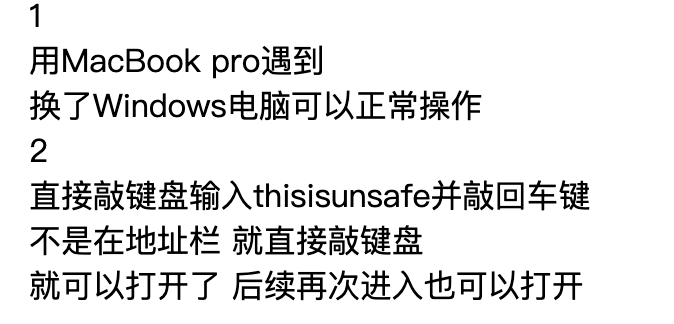 1
用MacBook pro遇到
换了Windows电脑可以正常操作
2
直接敲键盘输入thisisunsafe并敲回车键
不是在地址栏 就直接敲键盘
就可以打开了 后续再次进入也可以打开